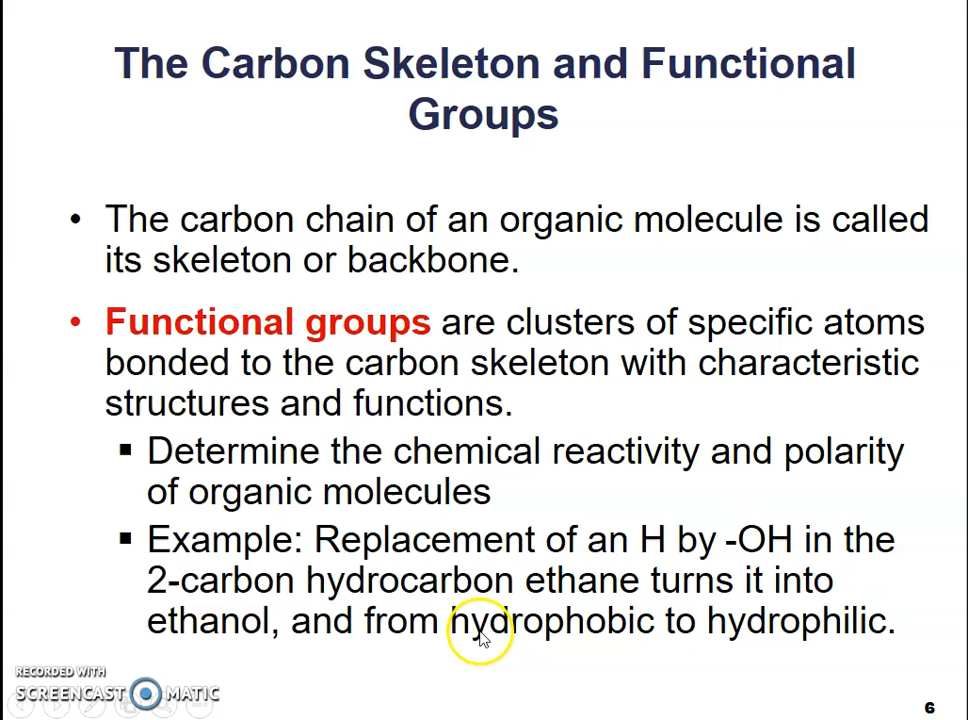 The Carbon Skeleton and Functional
Groups
• The carbon chain of an organic molecule is called
its skeleton or backbone.
• Functional groups are clusters of specific atoms
bonded to the carbon skeleton with characteristic
structures and functions.
▪ Determine the chemical reactivity and polarity
of organic molecules
▪ Example: Replacement of an H by -OH in the
2-carbon hydrocarbon ethane turns it into
ethanol, and from hydrophobic to hydrophilic.
RECORDED WITH
SCREENCAST MATIC
6